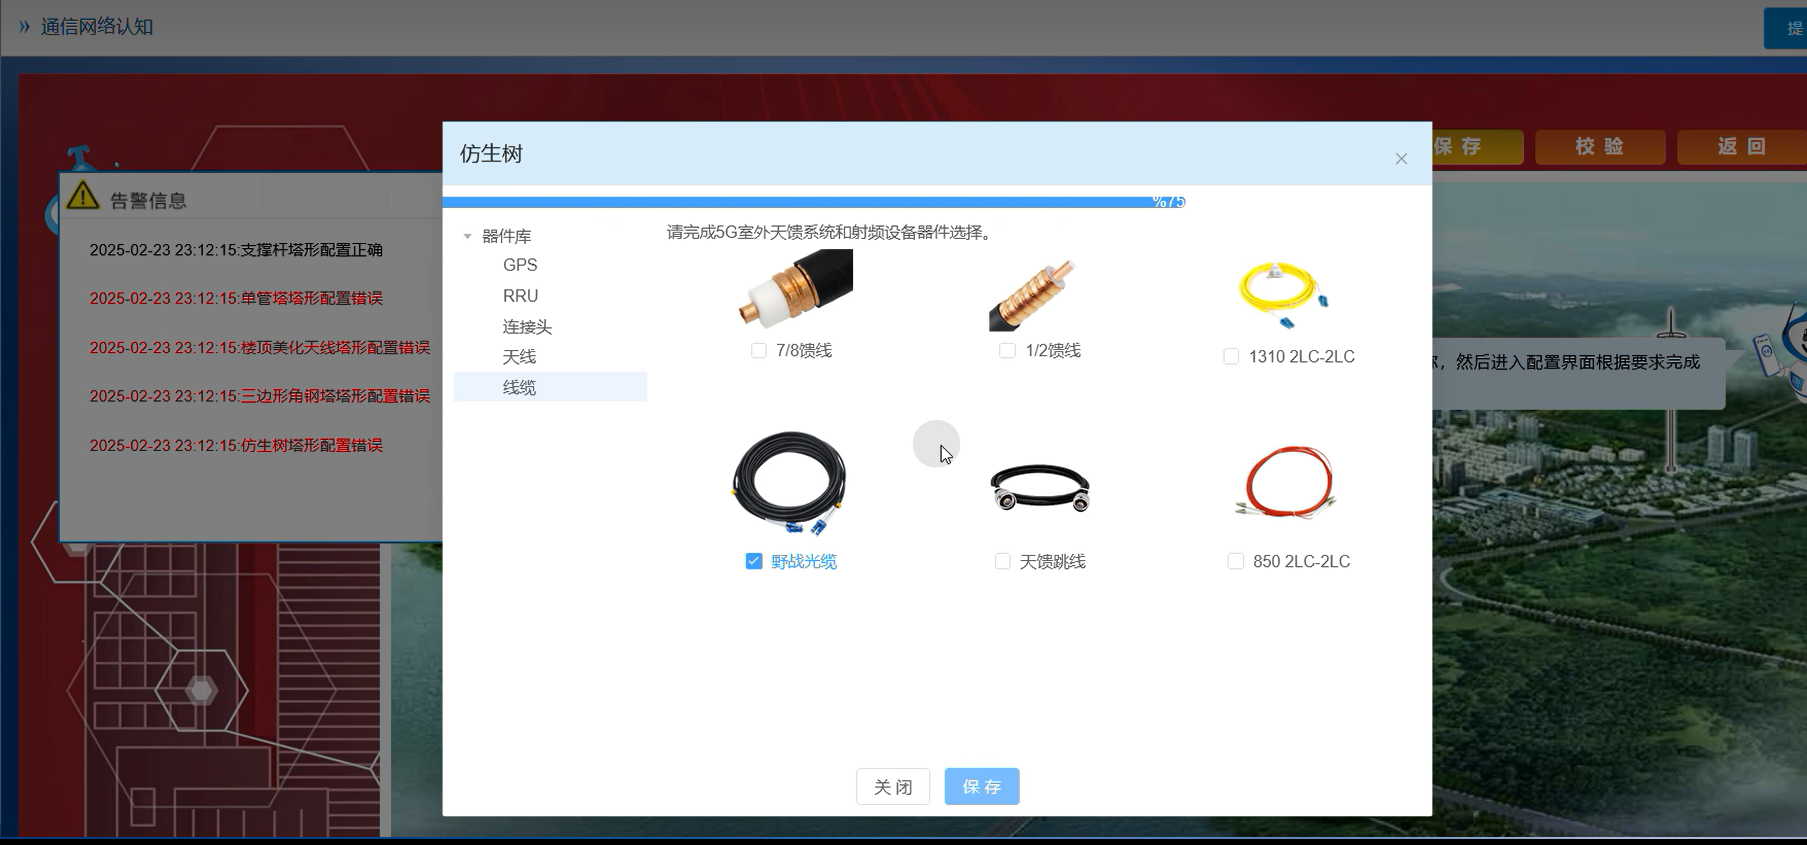 通信网络认知
提
保存
校验
返回
告警信息
2025-02-23 23:12:15:支撑杆塔形配置正确
2025-02-23 23:12:15:单管塔塔形配置错误
2025-02-23 23:12:15:楼顶美化天线塔形配置错误
2025-02-23 23:12:15:三边形角钢塔塔形配置错误
2025-02-23 23:12:15:仿生树塔形配置错误
仿生树
%75
器件库
GPS
RRU
连接头
天线
线缆
请完成5G室外天馈系统和射频设备器件选择。
7/8馈线
1/2馈线
1310 2LC-2LC
野战光缆
天馈跳线
850 2LC-2LC
关闭
保存
，然后进入配置界面根据要求完成